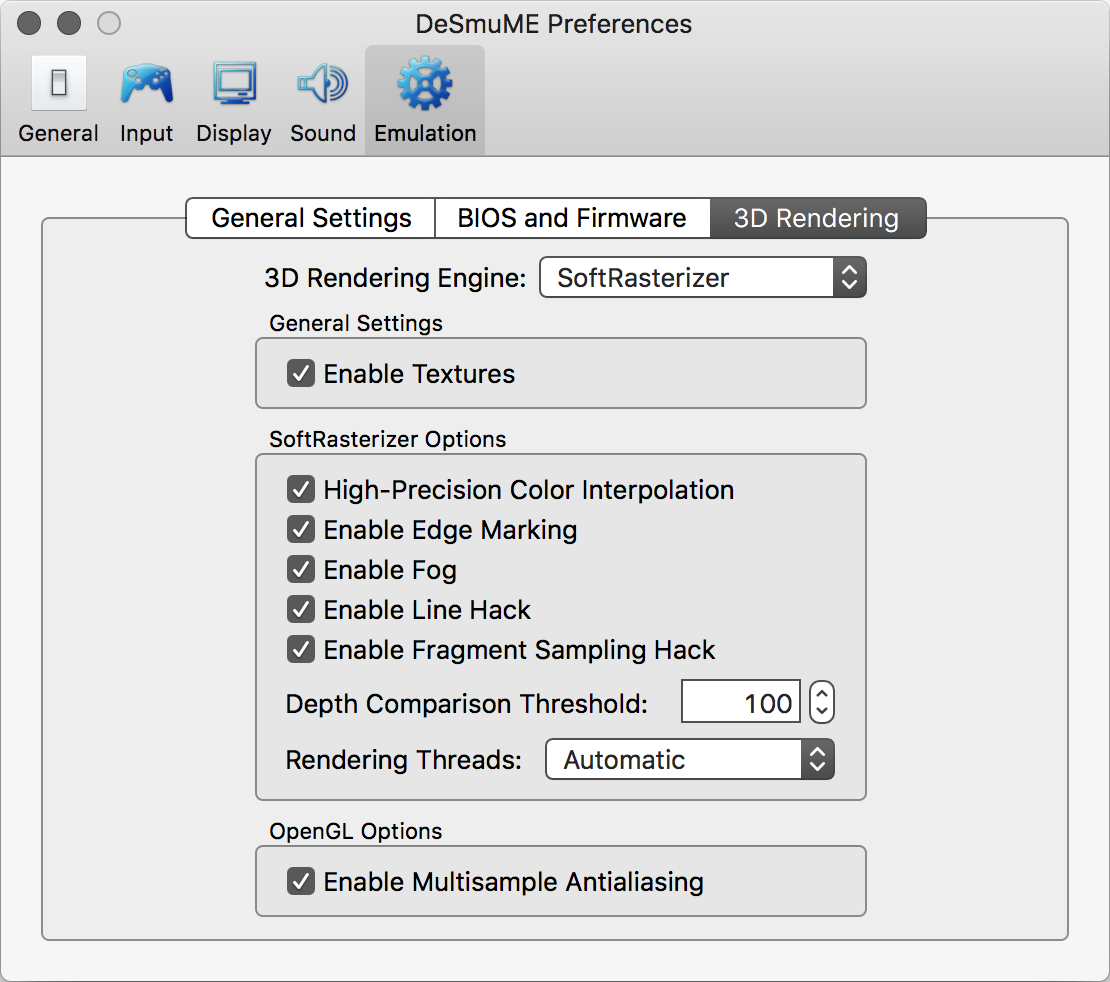 DeSmuME Preferences
General Input Display Sound Emulation
General Settings BIOS and Firmware 3D Rendering
3D Rendering Engine: SoftRasterizer
General Settings
Enable Textures
SoftRasterizer Options
High-Precision Color Interpolation
Enable Edge Marking
Enable Fog
Enable Line Hack
Enable Fragment Sampling Hack
Depth Comparison Threshold: 100
Rendering Threads: Automatic
OpenGL Options
Enable Multisample Antialiasing